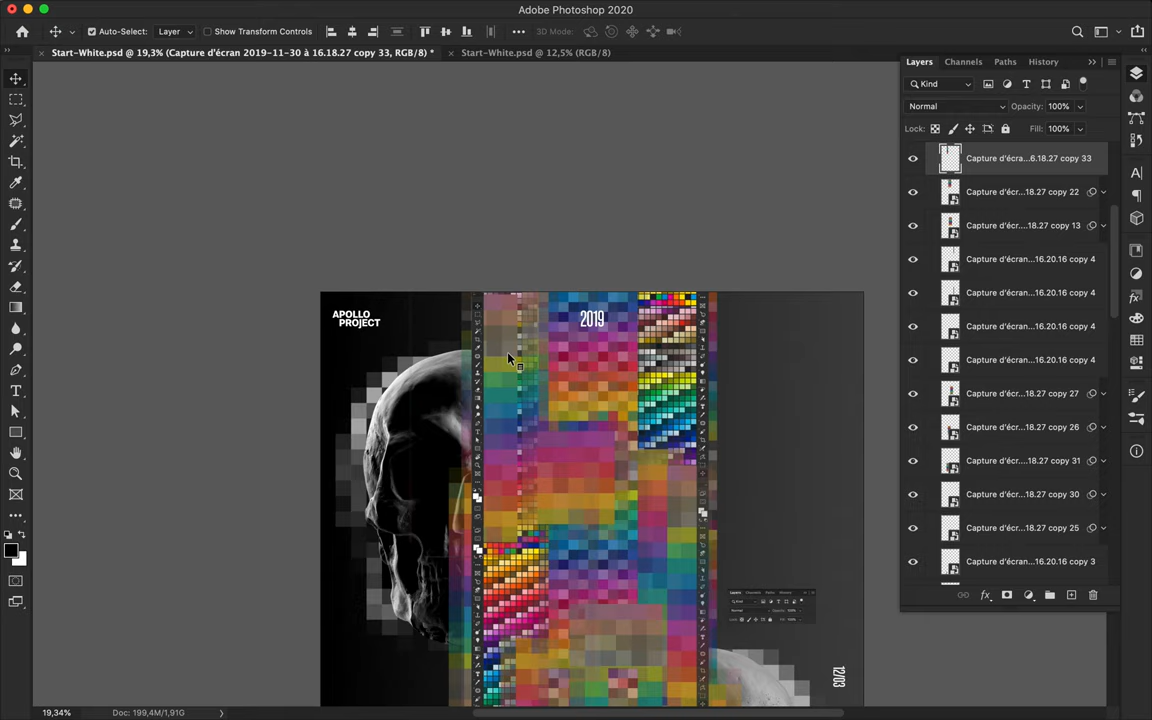 Adobe Photoshop 2020
Auto-Select:
Layer
Show Transform Controls
3D Mode:
Start-White.psd @ 19,3% (Capture d'écran 2019-11-30 à 16.18.27 copy 33, RGB/8) *
Start-White.psd @ 12,5% (RGB/8)
Layers
Channels
Paths
History
Kind
Normal
Opacity: 100%
Lock:
Fill: 100%
Capture d'écra...6.18.27 copy 33
Capture d'écr...18.27 copy 22
Capture d'écr....18.27 copy 13
Capture d'écran...16.20.16 copy 4
Capture d'écran...16.20.16 copy 4
Capture d'écran...16.20.16 copy 4
Capture d'écran...16.20.16 copy 4
Capture d'écr...18.27 copy 27
Capture d'écr...18.27 copy 26
Capture d'écr...18.27 copy 31
Capture d'écr...18.27 copy 30
Capture d'écr...18.27 copy 25
Capture d'écran...16.20.16 copy 3
APOLLO
PROJECT
2019
Layers Channels Paths History
Normal
12/03
19,34%
Doc: 199,4M/1,91G